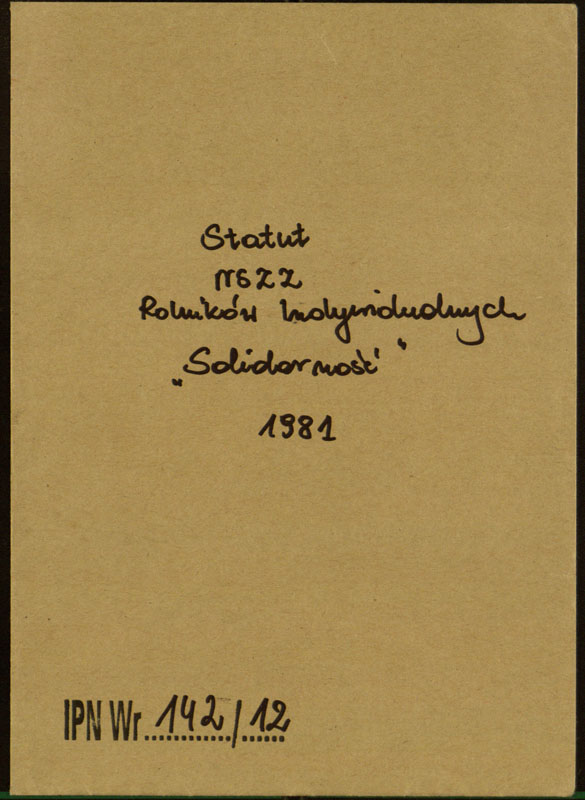 Statut
NSZZ
Rolników Indywidualnych
„Solidarność"
1981
IPN Wr 142/12